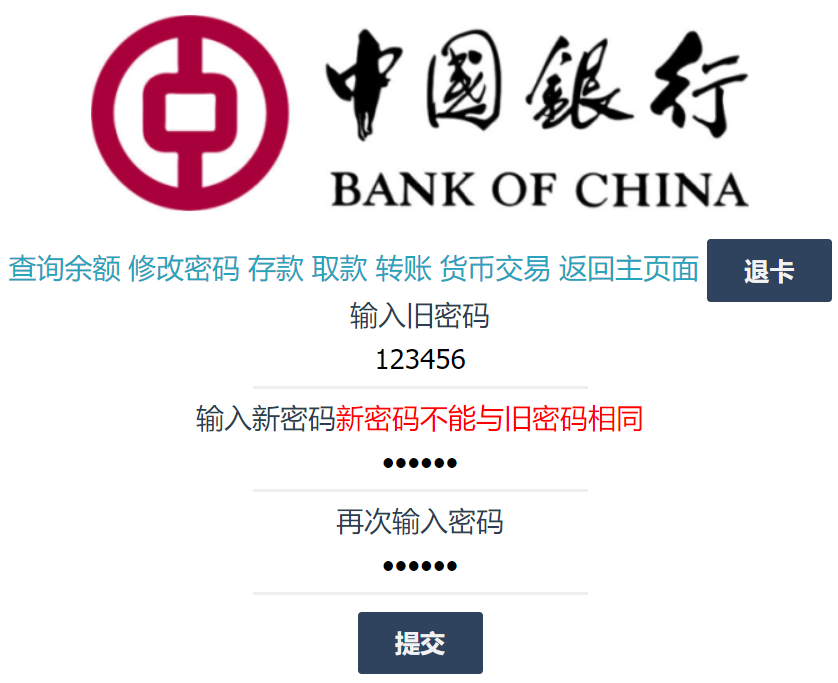 中國銀行
BANK OF CHINA
查询余额 修改密码 存款 取款 转账 货币交易 返回主页面 退卡
输入旧密码
123456
输入新密码新密码不能与旧密码相同
••••••
再次输入密码
••••••
提交